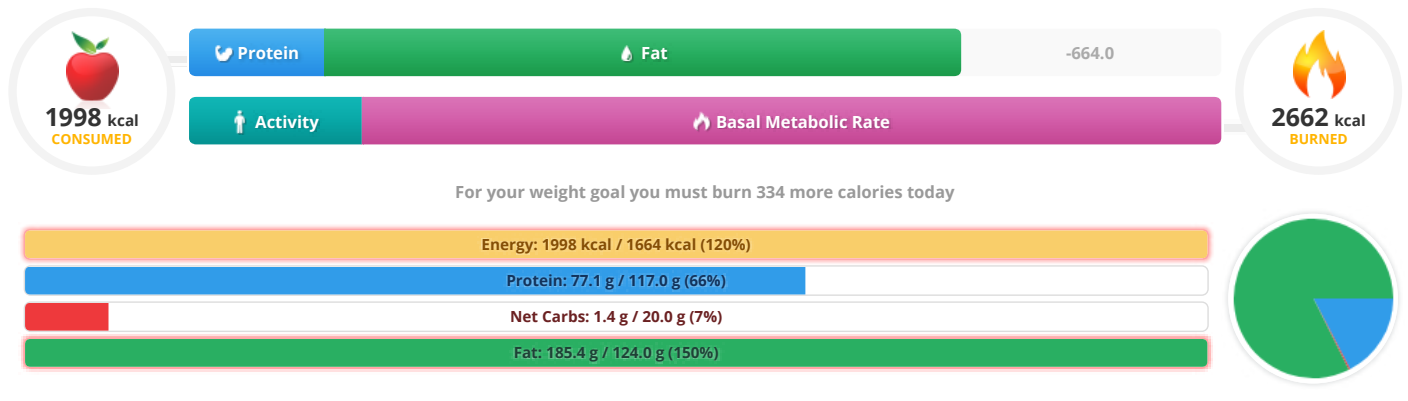 1998 kcal
CONSUMED
Protein
Fat
-664.0
Activity
Basal Metabolic Rate
2662 kcal
BURNED
For your weight goal you must burn 334 more calories today
Energy: 1998 kcal / 1664 kcal (120%)
Protein: 77.1 g / 117.0 g (66%)
Net Carbs: 1.4 g / 20.0 g (7%)
Fat: 185.4 g / 124.0 g (150%)